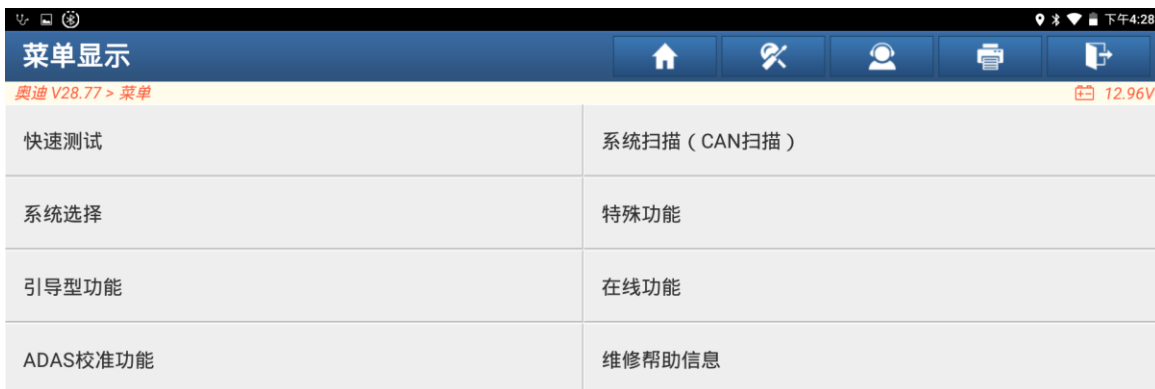 下午4:28
菜单显示
奥迪 V28.77 > 菜单
12.96V
快速测试
系统扫描（CAN扫描）
系统选择
特殊功能
引导型功能
在线功能
ADAS校准功能
维修帮助信息